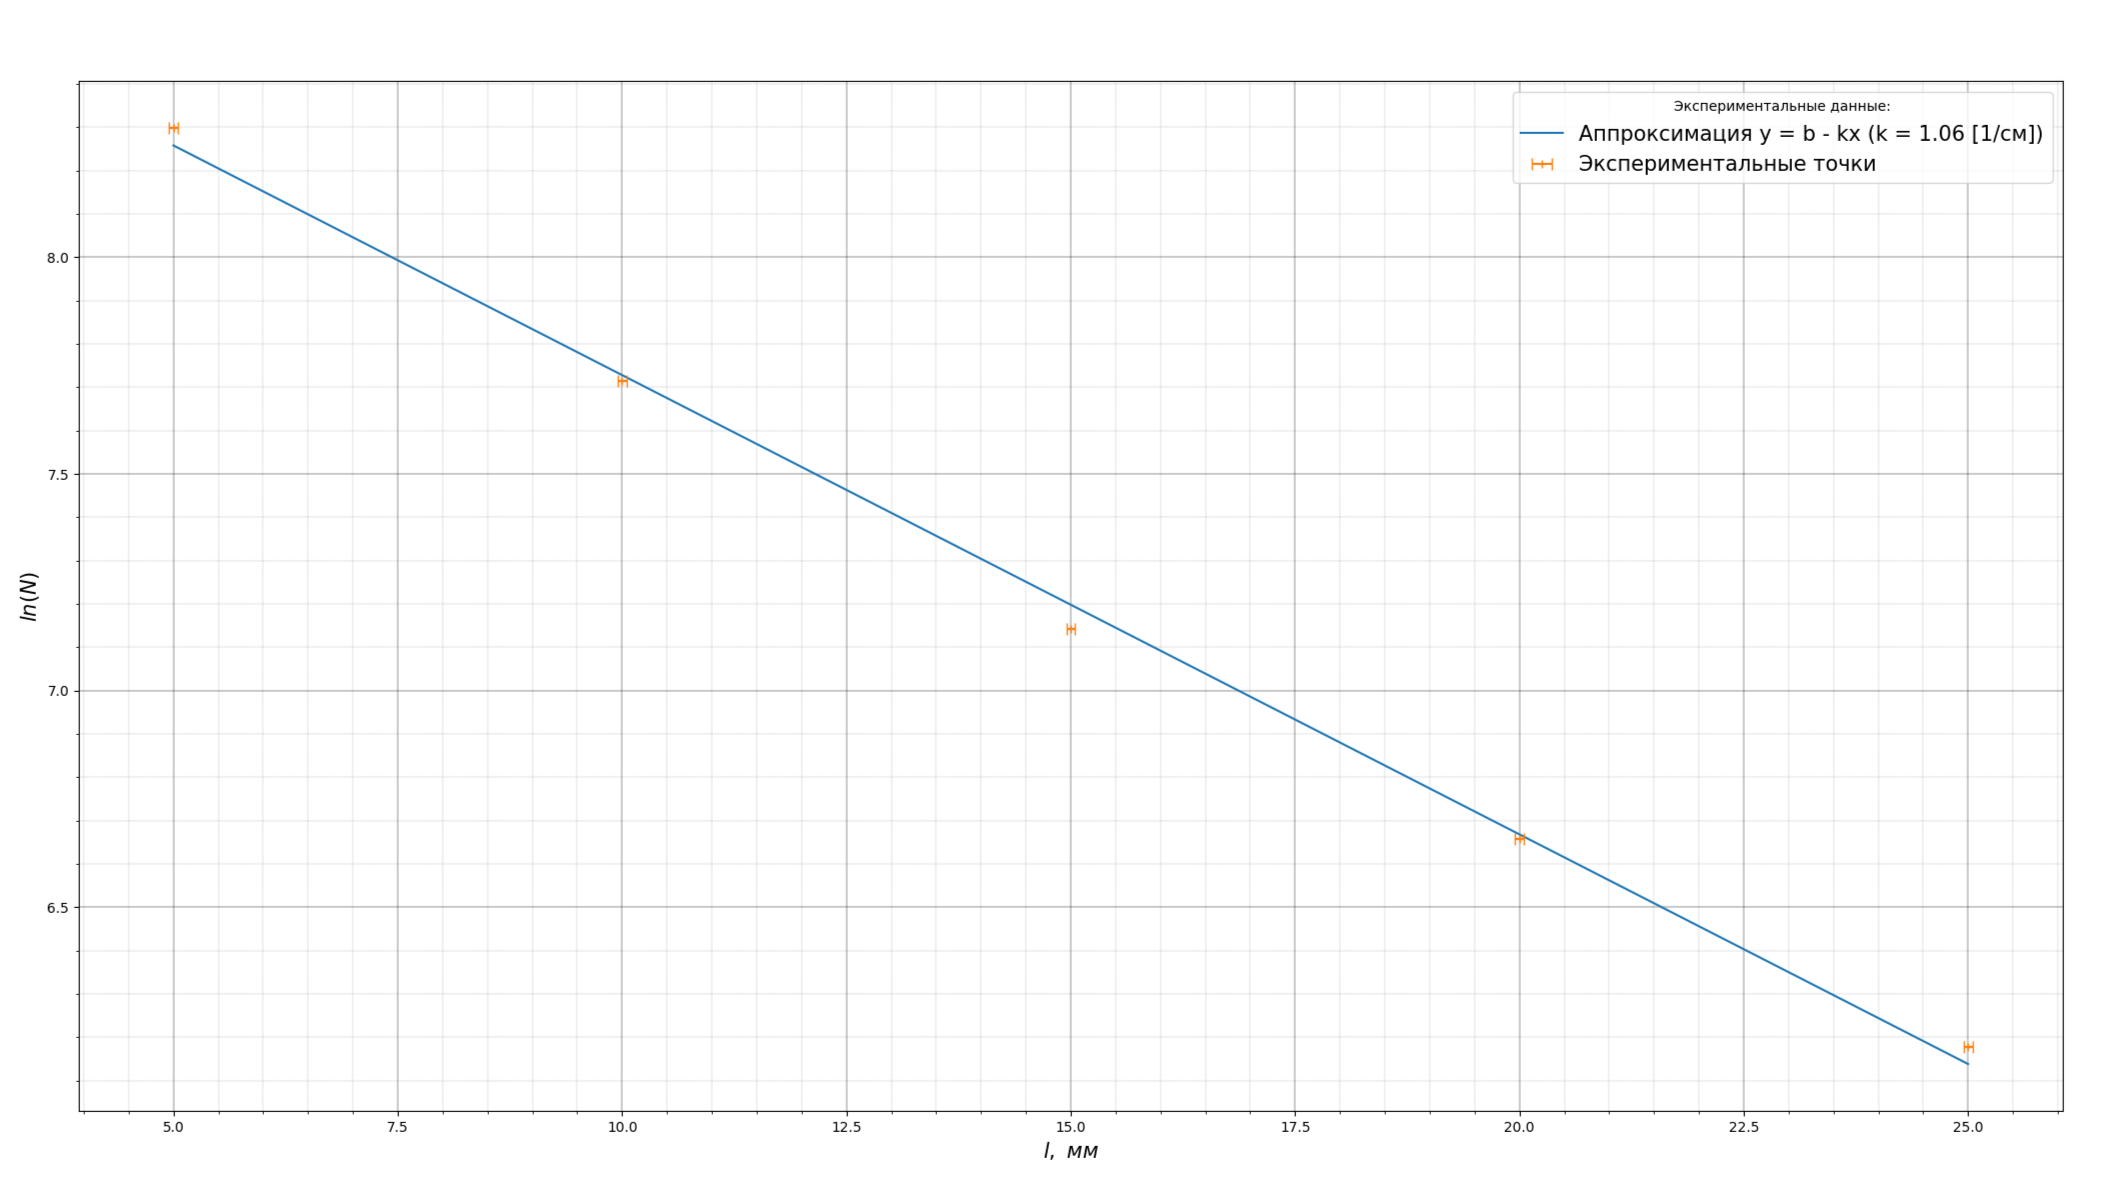 Экспериментальные данные:
Аппроксимация y = b - kx (k = 1.06 [1/см])
Экспериментальные точки
8.0
7.5
7.0
6.5
ln(N)
5.0 7.5 10.0 12.5 15.0 17.5 20.0 22.5 25.0
l, мм